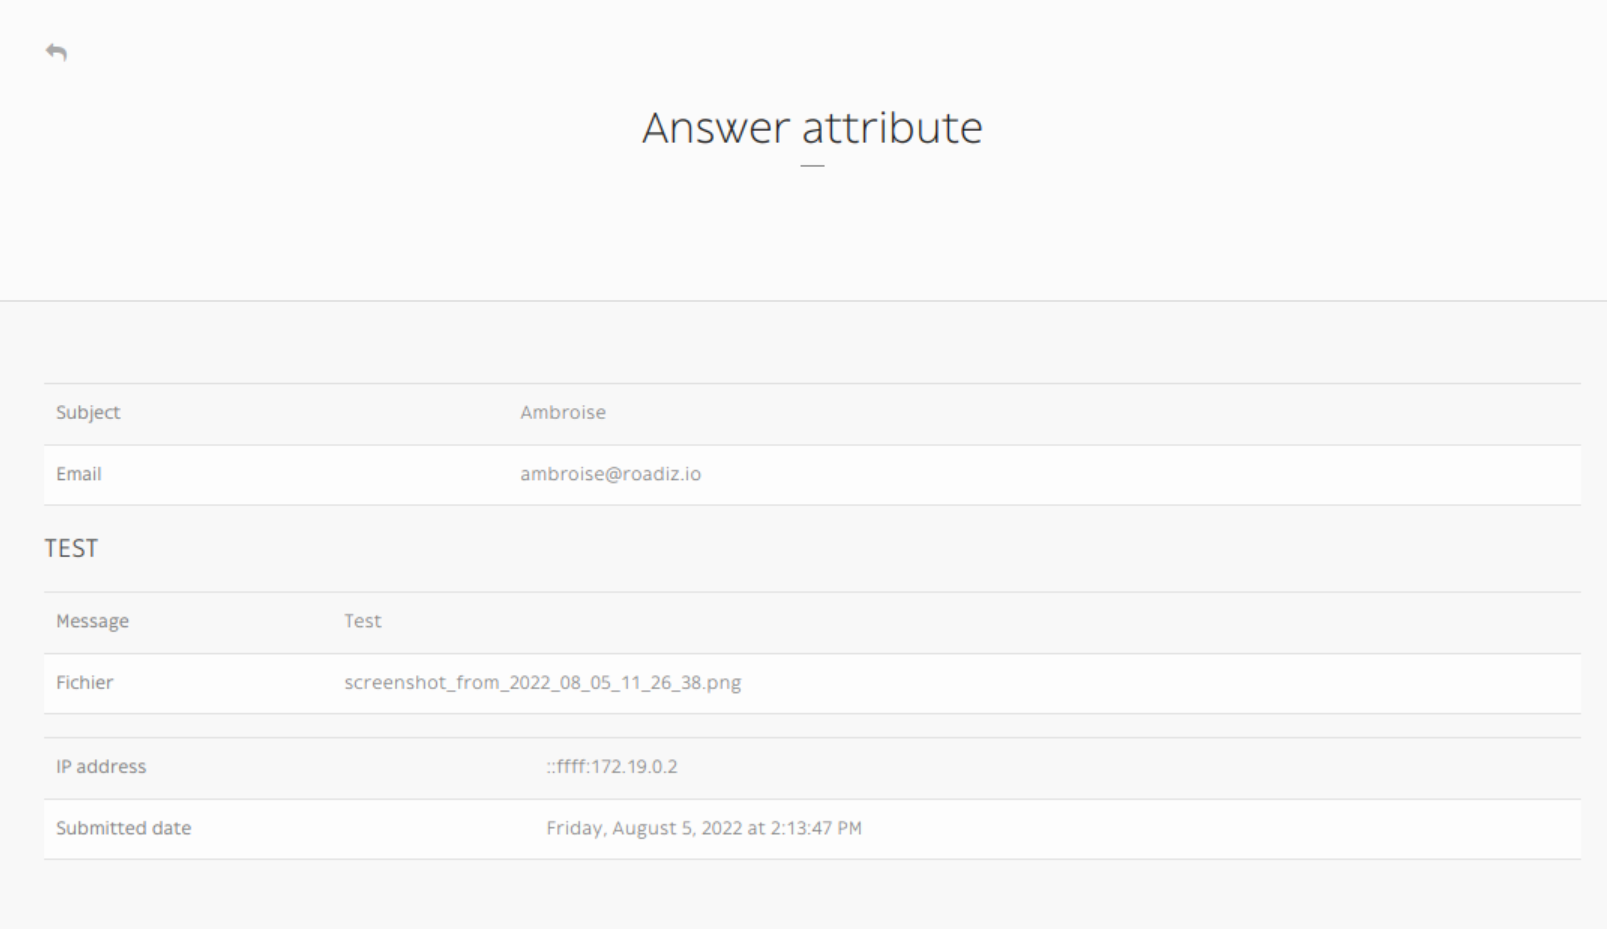 Answer attribute
Subject Ambroise
Email ambroise@roadiz.io
TEST
Message Test
Fichier screenshot_from_2022_08_05_11_26_38.png
IP address ::ffff:172.19.0.2
Submitted date Friday, August 5, 2022 at 2:13:47 PM